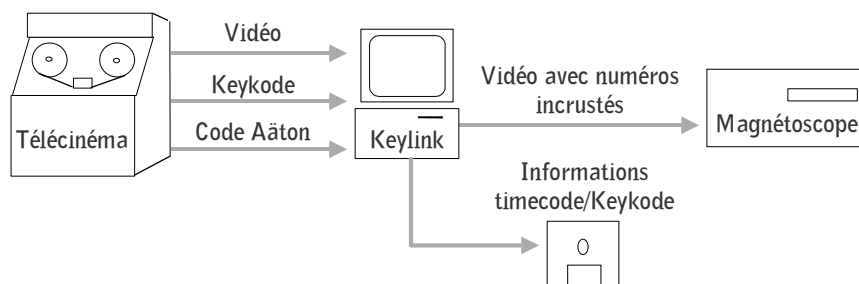 Vidéo
Keykode
Code Aäton
Télécinéma
Keylink
Vidéo avec numéros
incrustés
Magnétoscope
Informations
timecode/Keykode